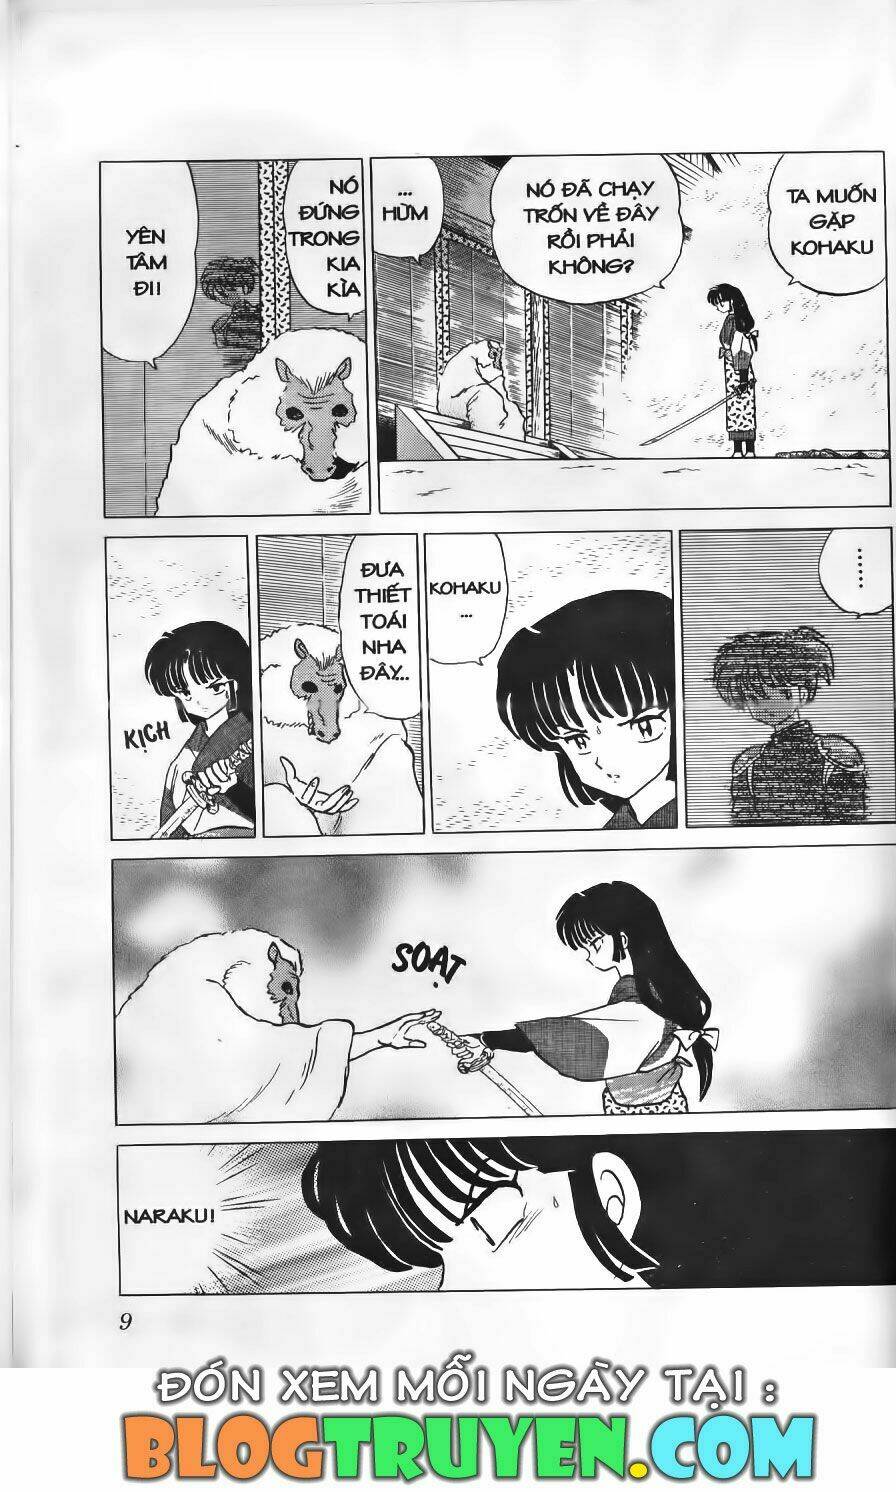 TA MUỐN
GẶP
KOHAKU
NÓ ĐÃ CHẠY
TRỐN VỀ ĐÂY
RỒI PHẢI
KHÔNG?
...
HỪM
NÓ
ĐỨNG
TRONG
KIA
KÌA
YÊN
TÂM
ĐI!
......
KOHAKU
...
ĐƯA
THIẾT
TOÁI
NHA
ĐÂY...
KỊCH
SOẠT
NARAKU!
9
ĐÓN XEM MỖI NGÀY TẠI :
BLOGTRUYEN.COM